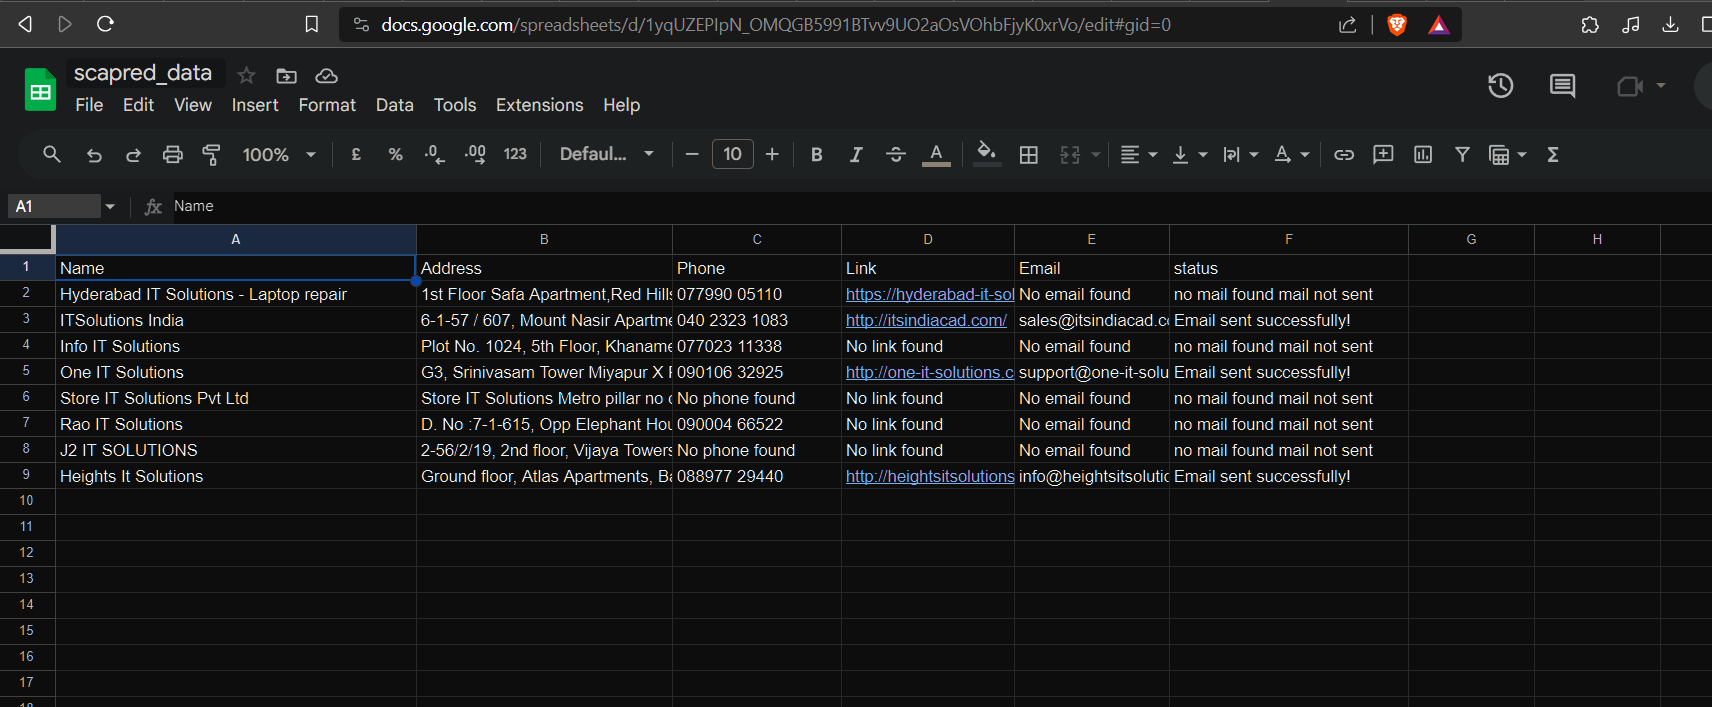 docs.google.com/spreadsheets/d/1yqUZEPIpN_OMQGB5991BTvv9UO2aOsVOhbFjyK0xrVo/edit#gid=0
scapred_data
File Edit View Insert Format Data Tools Extensions Help
100% £ % .0 .00 123 Defaul... 10 B I S A A Σ
A1 fx Name
A B C D E F G H
1 Name Address Phone Link Email status
2 Hyderabad IT Solutions - Laptop repair 1st Floor Safa Apartment,Red Hills 077990 05110 https://hyderabad-it-sol No email found no mail found mail not sent
3 ITSolutions India 6-1-57 / 607, Mount Nasir Apartme 040 2323 1083 http://itsindiacad.com/ sales@itsindiacad.co Email sent successfully!
4 Info IT Solutions Plot No. 1024, 5th Floor, Khaname 077023 11338 No link found No email found no mail found mail not sent
5 One IT Solutions G3, Srinivasam Tower Miyapur X 090106 32925 http://one-it-solutions.c support@one-it-solu Email sent successfully!
6 Store IT Solutions Pvt Ltd Store IT Solutions Metro pillar no No phone found No link found No email found no mail found mail not sent
7 Rao IT Solutions D. No :7-1-615, Opp Elephant Hou 090004 66522 No link found No email found no mail found mail not sent
8 J2 IT SOLUTIONS 2-56/2/19, 2nd floor, Vijaya Towers No phone found No link found No email found no mail found mail not sent
9 Heights It Solutions Ground floor, Atlas Apartments, Ba 088977 29440 http://heightsitsolutions info@heightsitsolutic Email sent successfully!
10
11
12
13
14
15
16
17